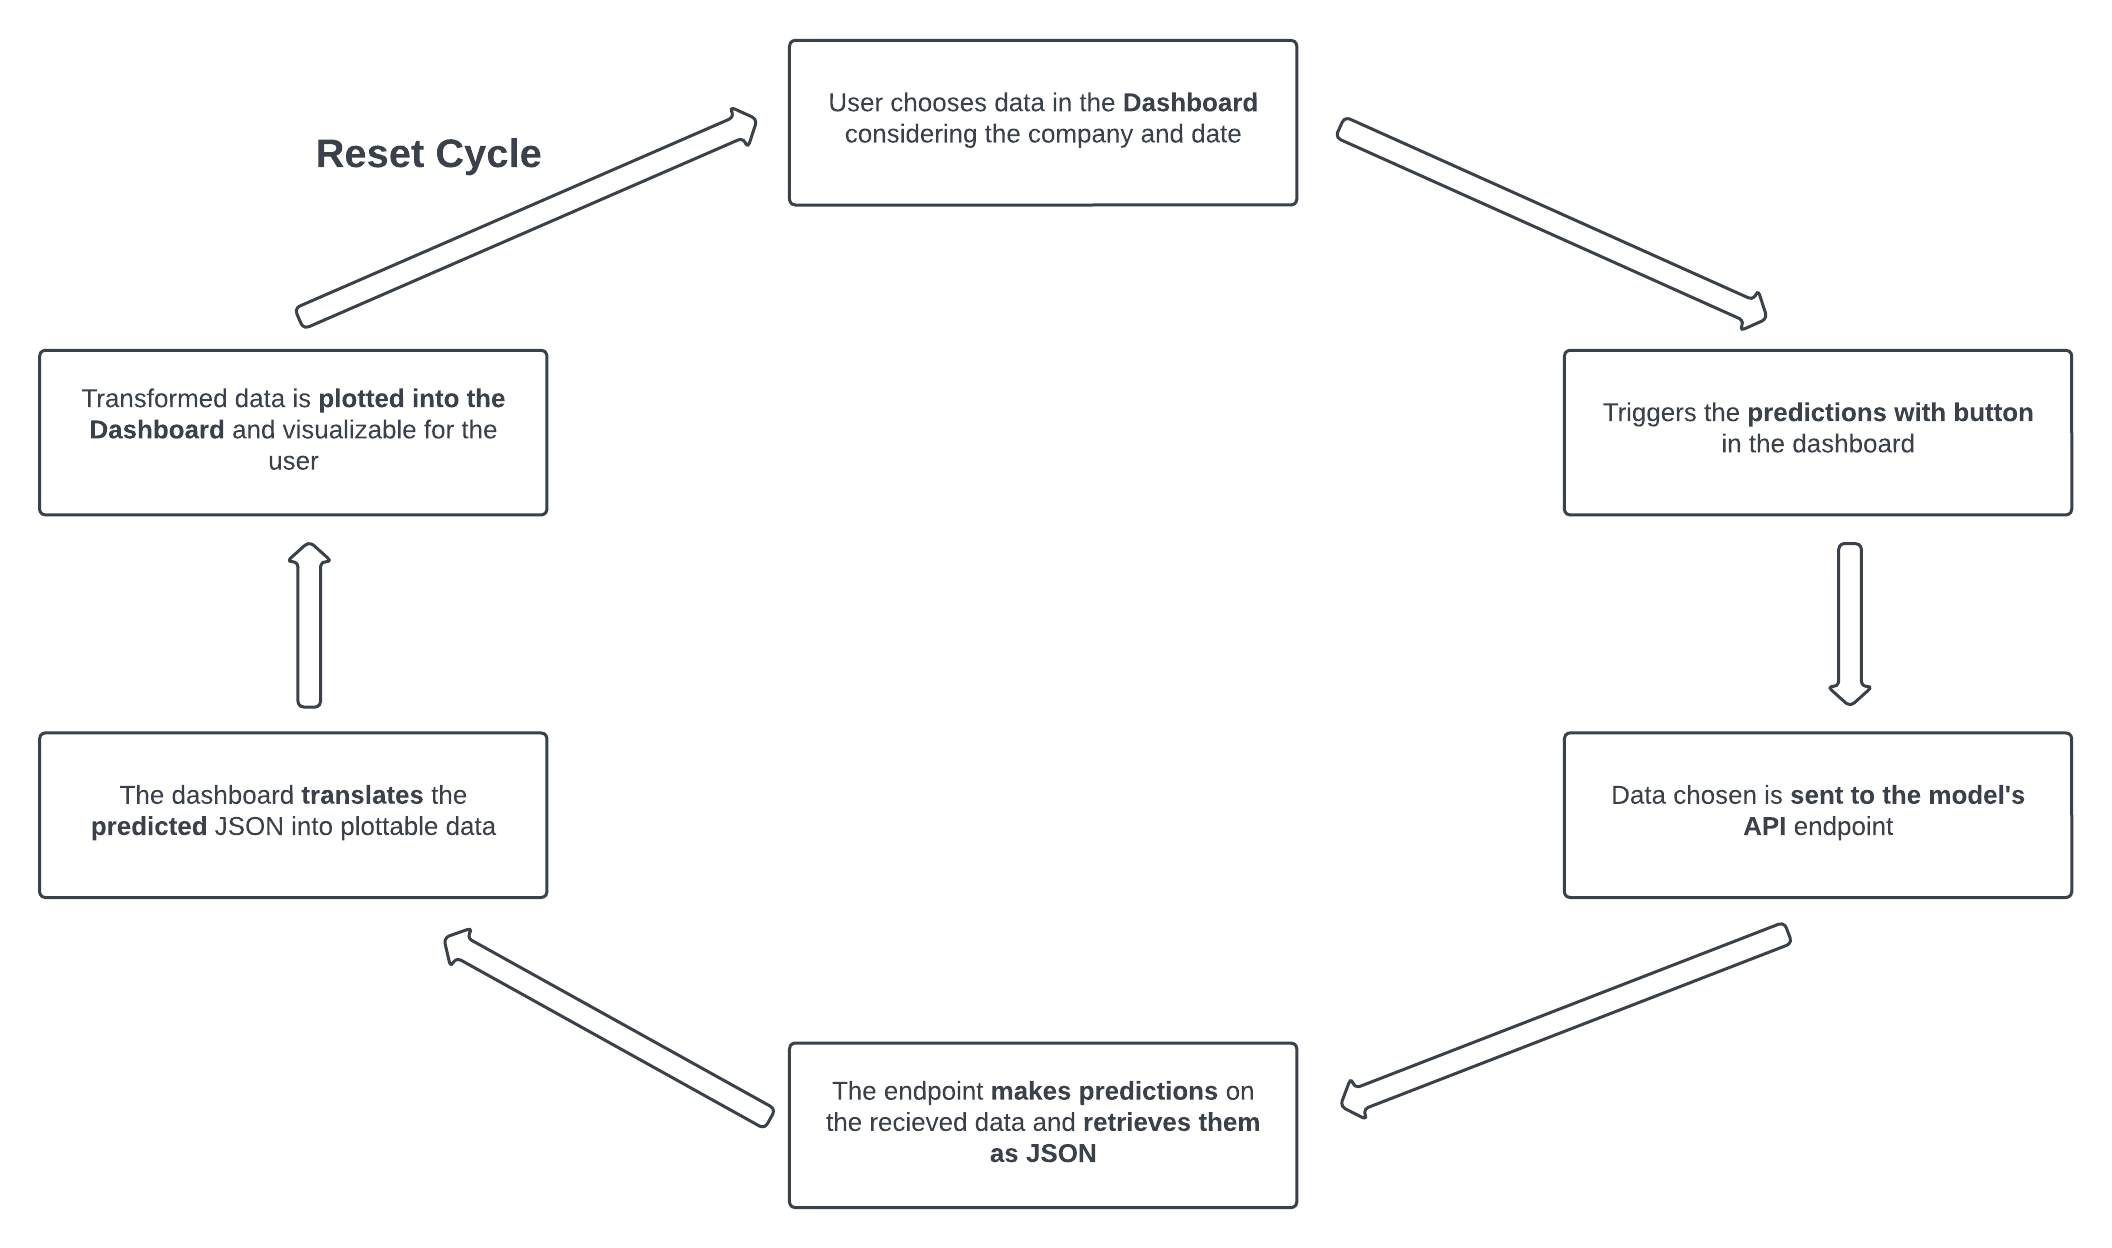 User chooses data in the Dashboard
considering the company and date
Reset Cycle
Triggers the predictions with button
in the dashboard
Data chosen is sent to the model's
API endpoint
The endpoint makes predictions on
the recieved data and retrieves them
as JSON
The dashboard translates the
predicted JSON into plottable data
Transformed data is plotted into the
Dashboard and visualizable for the
user